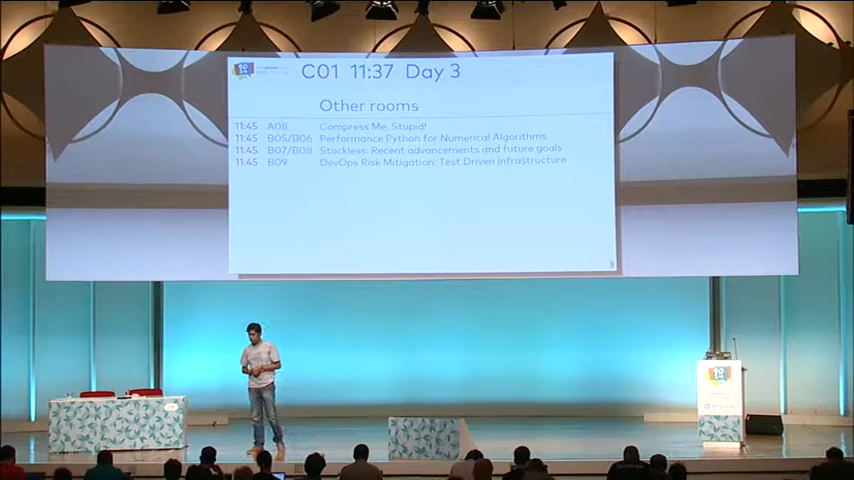 C01 11:37 Day 3
Other rooms
11:45 A08 Compress Me, Stupid!
11:45 B05/B06 Performance Python for Numerical Algorithms
11:45 B07/B08 Stackless: Recent advancements and future goals
11:45 B09 DevOps Risk Mitigation: Test Driven Infrastructure